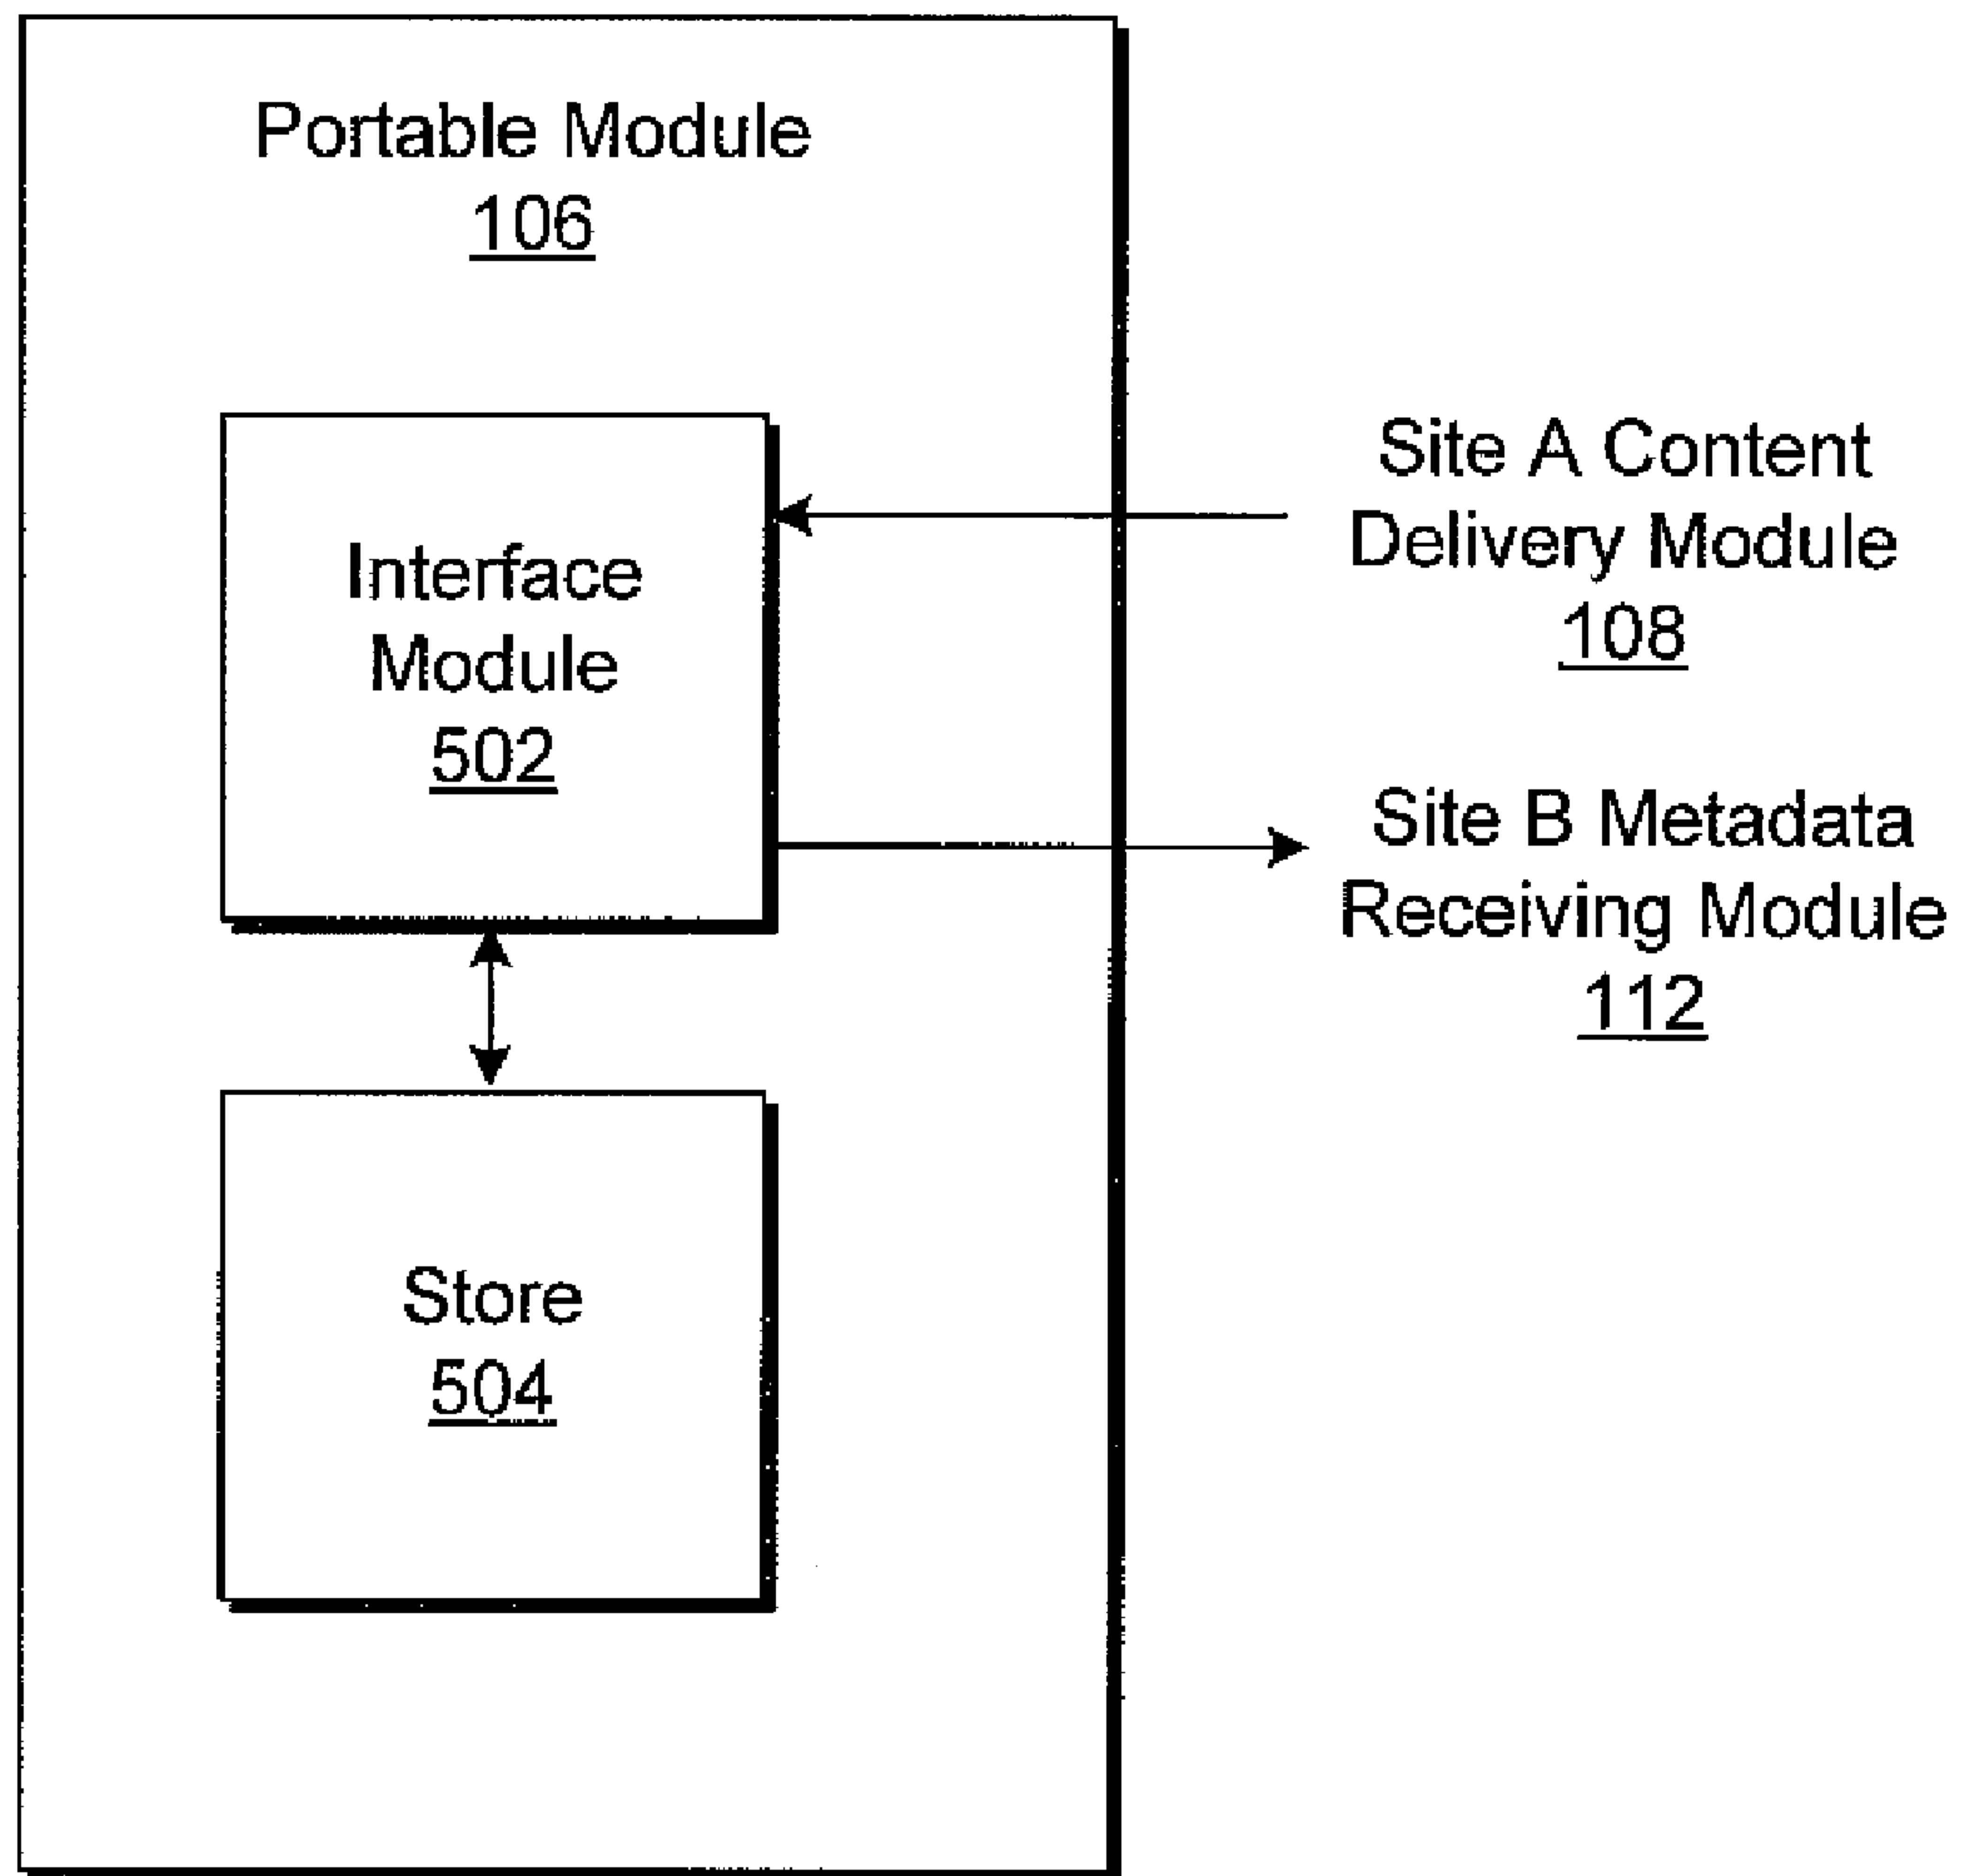 Portable Module
106
Interface
Module
502
Site A Content
Delivery Module
108
Site B Metadata
Receiving Module
112
Store
504